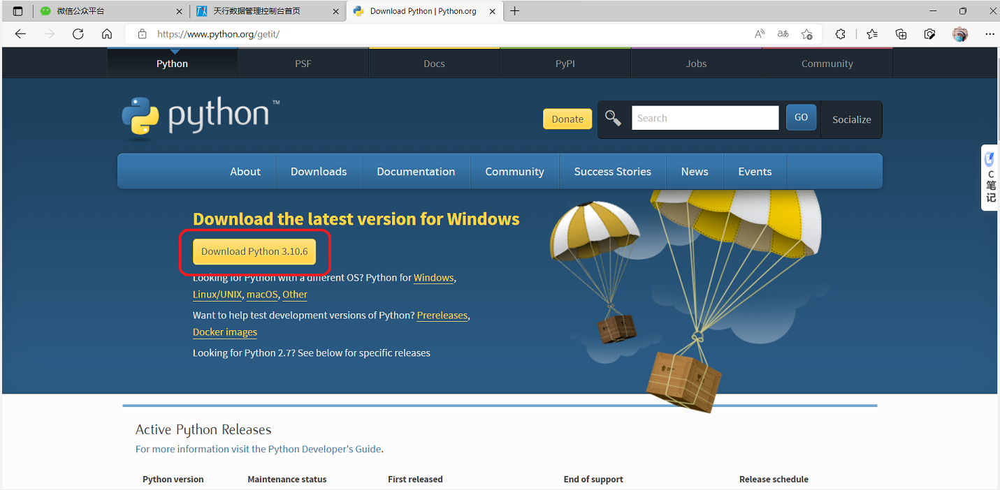 微信公众平台
天行数据管理控制台首页
Download Python | Python.org
https://www.python.org/getit/
Python PSF Docs PyPI Jobs Community
python™
Donate
Search
GO
Socialize
About Downloads Documentation Community Success Stories News Events
Download the latest version for Windows
Download Python 3.10.6
Looking for Python with a different OS? Python for Windows,
Linux/UNIX, macOS, Other
Want to help test development versions of Python? Prereleases,
Docker images
Looking for Python 2.7? See below for specific releases
C
笔
记
Active Python Releases
For more information visit the Python Developer's Guide.
Python version Maintenance status First released End of support Release schedule